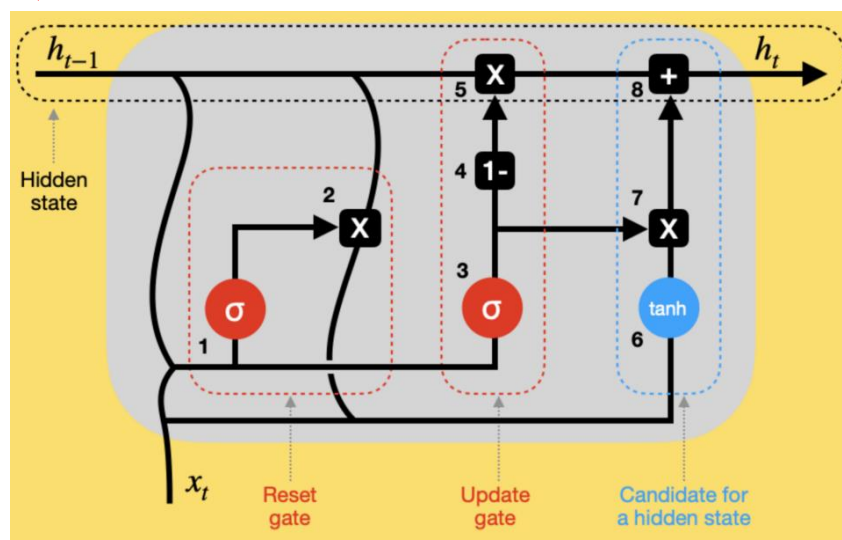 h_{t-1}
h_t
X
+
5
8
4
1-
Hidden
state
2
7
X
X
3
σ
σ
tanh
1
6
x_t
Reset
gate
Update
gate
Candidate for
a hidden state